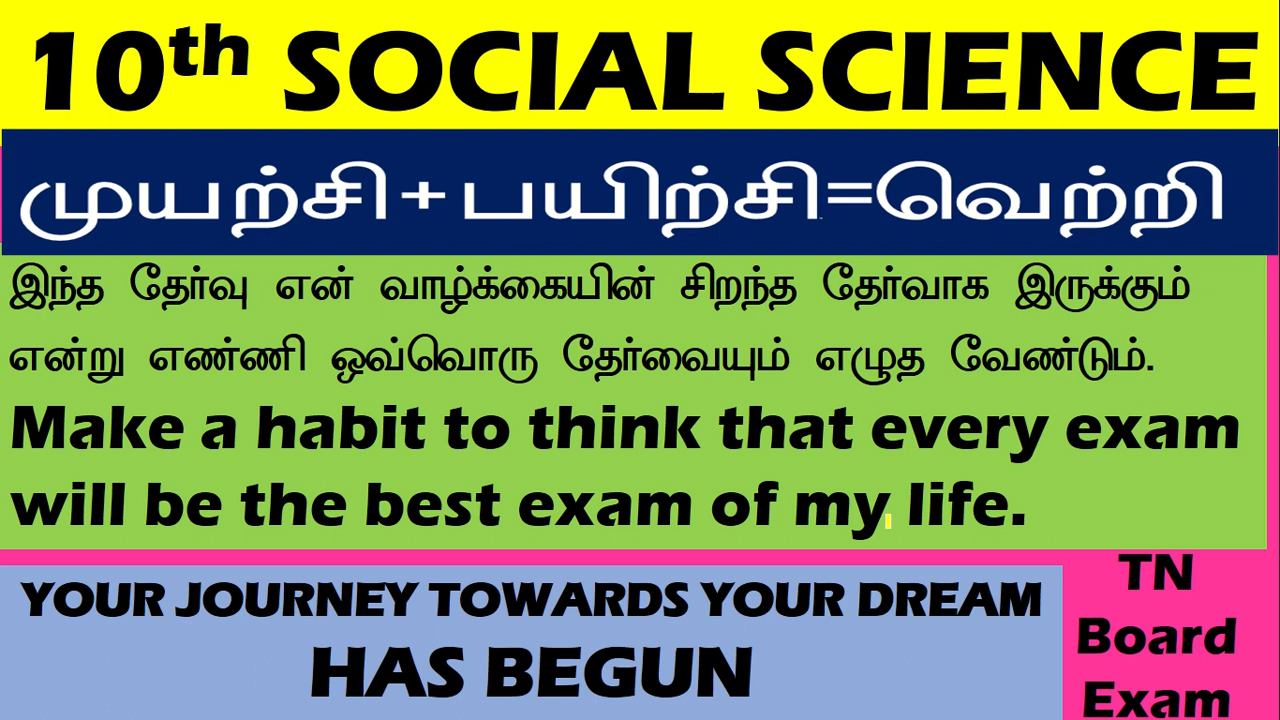 10th SOCIAL SCIENCE
முயற்சி+பயிற்சி=வெற்றி
இந்த தேர்வு என் வாழ்க்கையின் சிறந்த தேர்வாக இருக்கும்
என்று எண்ணி ஒவ்வொரு தேர்வையும் எழுத வேண்டும்.
Make a habit to think that every exam
will be the best exam of my life.
YOUR JOURNEY TOWARDS YOUR DREAM
HAS BEGUN
TN
Board
Exam